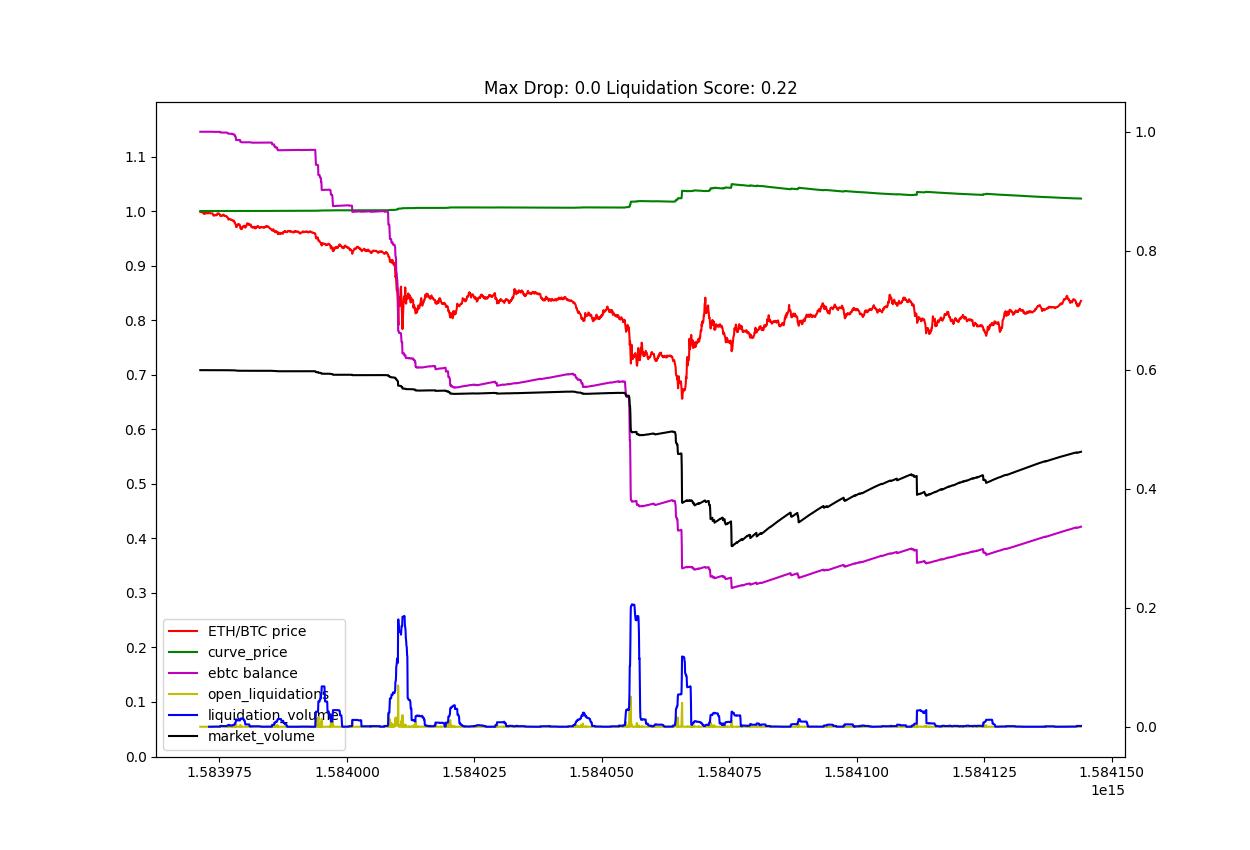 Max Drop: 0.0 Liquidation Score: 0.22
1.1
1.0
0.9
0.8
0.7
0.6
0.5
0.4
0.3
0.2
0.1
0.0
1.0
0.8
0.6
0.4
0.2
0.0
ETH/BTC price
curve_price
ebtc balance
open_liquidations
liquidation_volume
market_volume
1.583975 1.584000 1.584025 1.584050 1.584075 1.584100 1.584125 1.584150
1e15